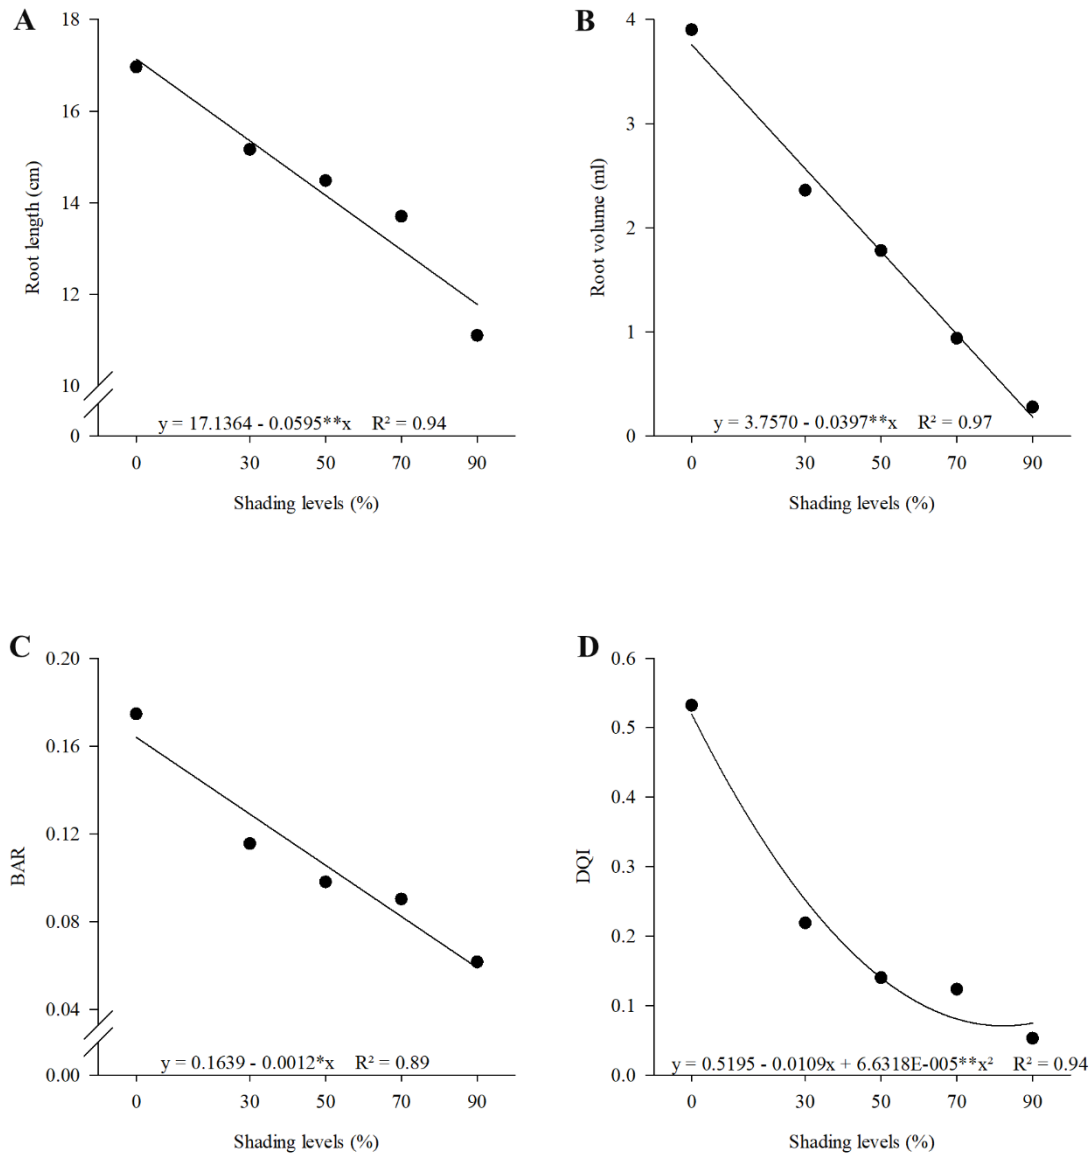 A
18
16
14
12
10
0
Root length (cm)
y = 17.1364 - 0.0595**x R² = 0.94
0 30 50 70 90
Shading levels (%)
B
4
3
2
1
0
Root volume (ml)
y = 3.7570 - 0.0397**x R² = 0.97
0 30 50 70 90
Shading levels (%)
C
0.20
0.16
0.12
0.08
0.04
0.00
BAR
y = 0.1639 - 0.0012*x R² = 0.89
0 30 50 70 90
Shading levels (%)
D
0.6
0.5
0.4
0.3
0.2
0.1
0.0
DQI
y = 0.5195 - 0.0109x + 6.6318E-005**x² R² = 0.94
0 30 50 70 90
Shading levels (%)